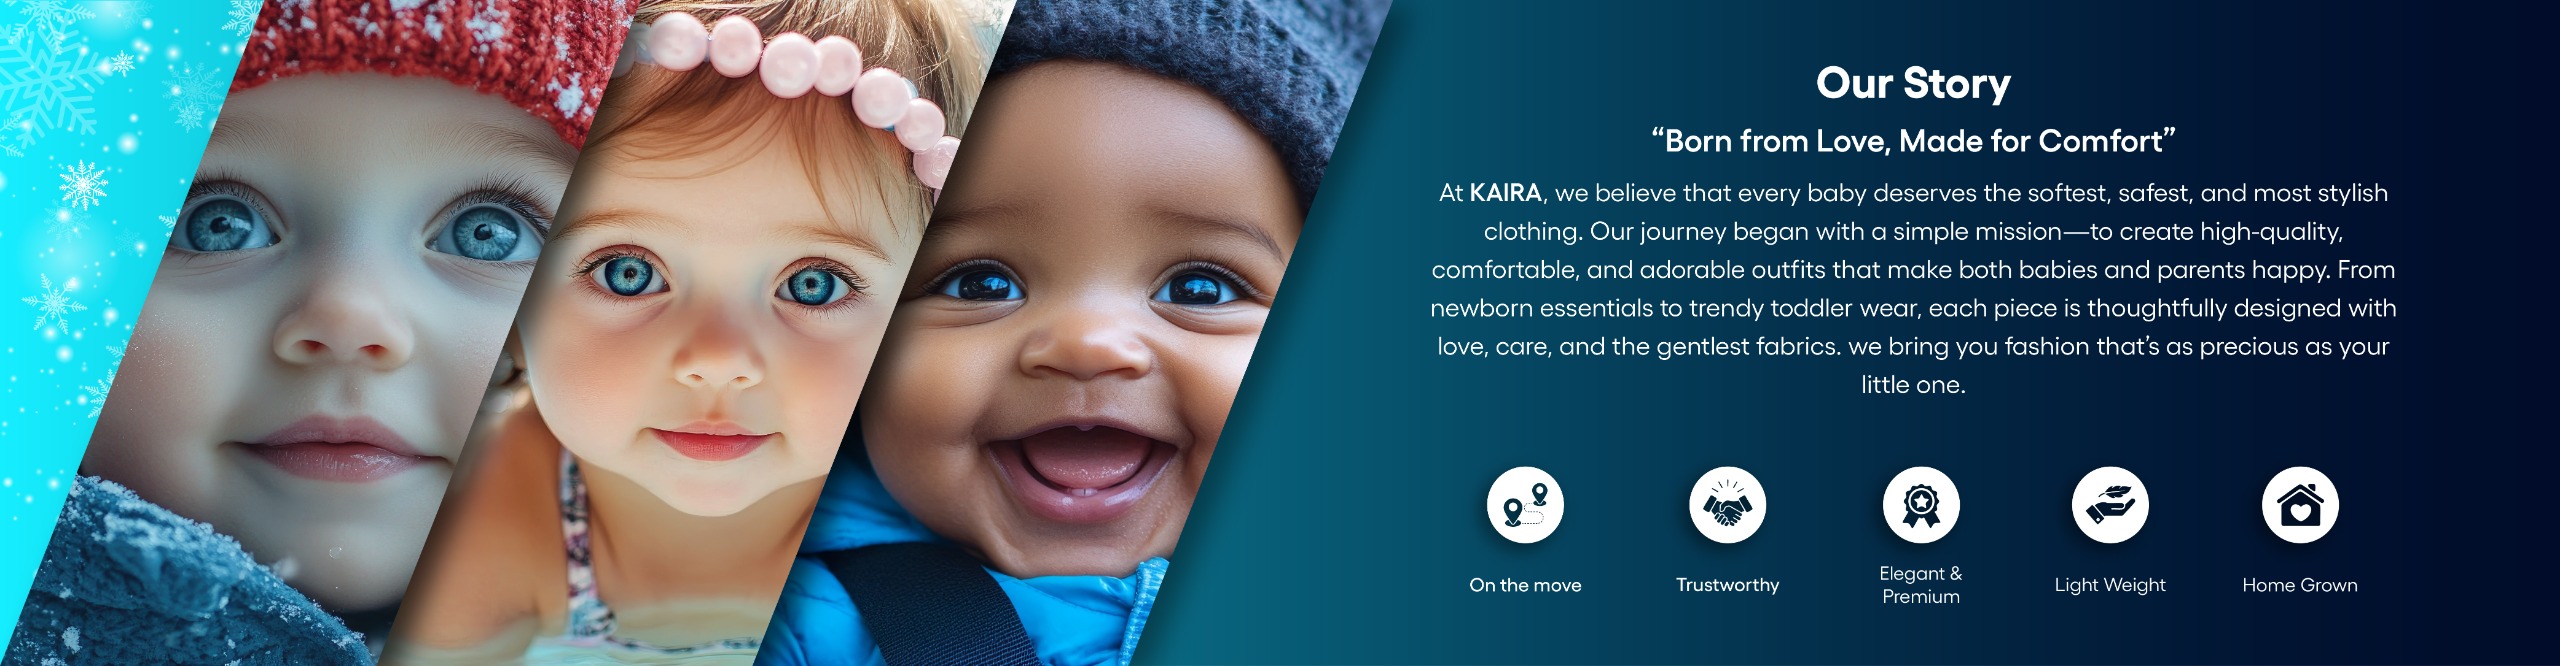 Our Story
“Born from Love, Made for Comfort”
At KAIRA, we believe that every baby deserves the softest, safest, and most stylish
clothing. Our journey began with a simple mission—to create high-quality,
comfortable, and adorable outfits that make both babies and parents happy. From
newborn essentials to trendy toddler wear, each piece is thoughtfully designed with
love, care, and the gentlest fabrics. we bring you fashion that’s as precious as your
little one.
On the move
Trustworthy
Elegant &
Premium
Light Weight
Home Grown